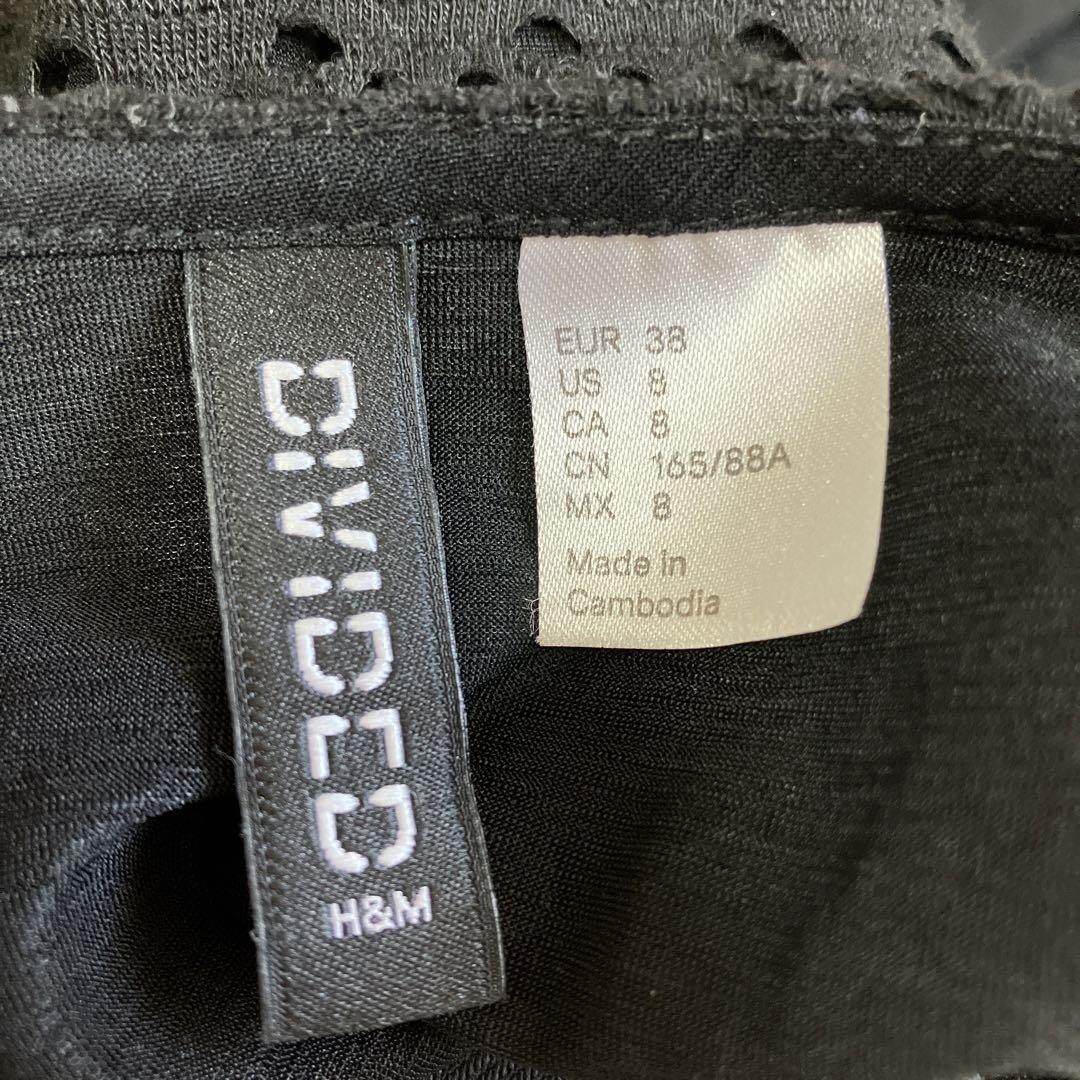 DIVIDED
H&M
EUR 38
US 8
CA 8
CN 165/88A
MX 8
Made in
Cambodia